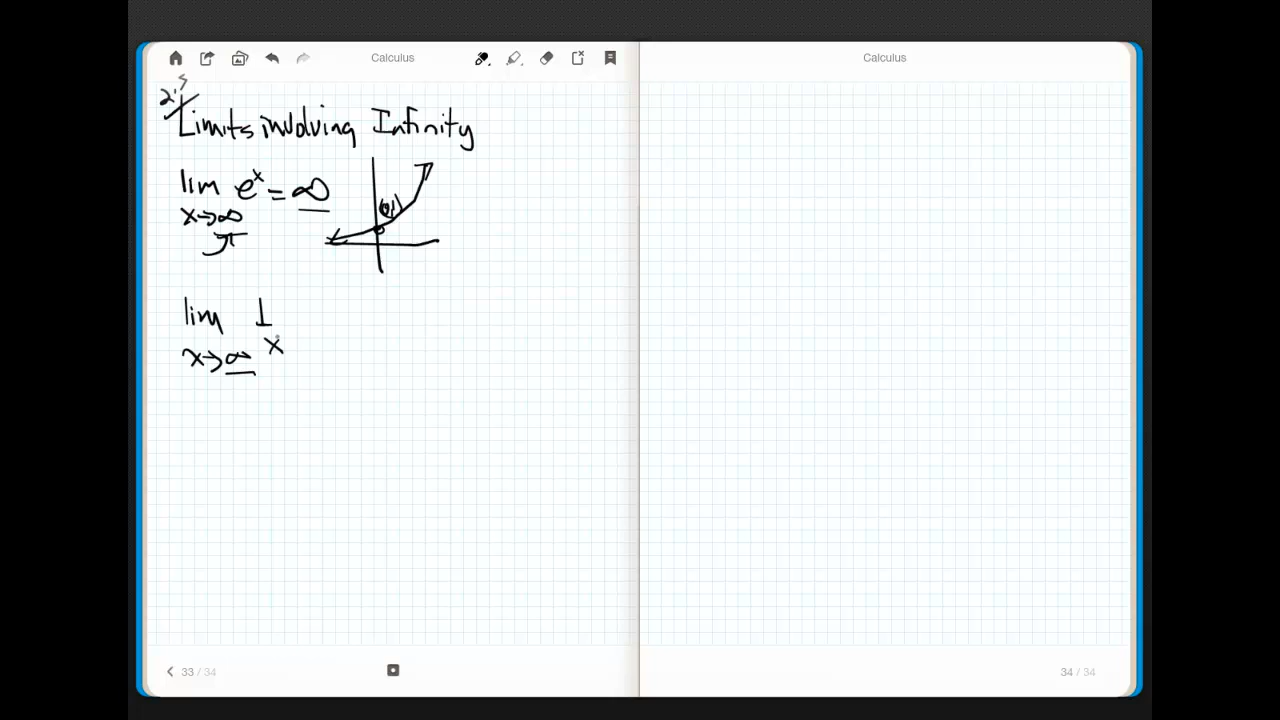 Calculus
Calculus
2.5
Limits involving Infinity
lim e^x = ∞
x→∞
(0,1)
lim 1
x→∞ x
33 / 34
34 / 34